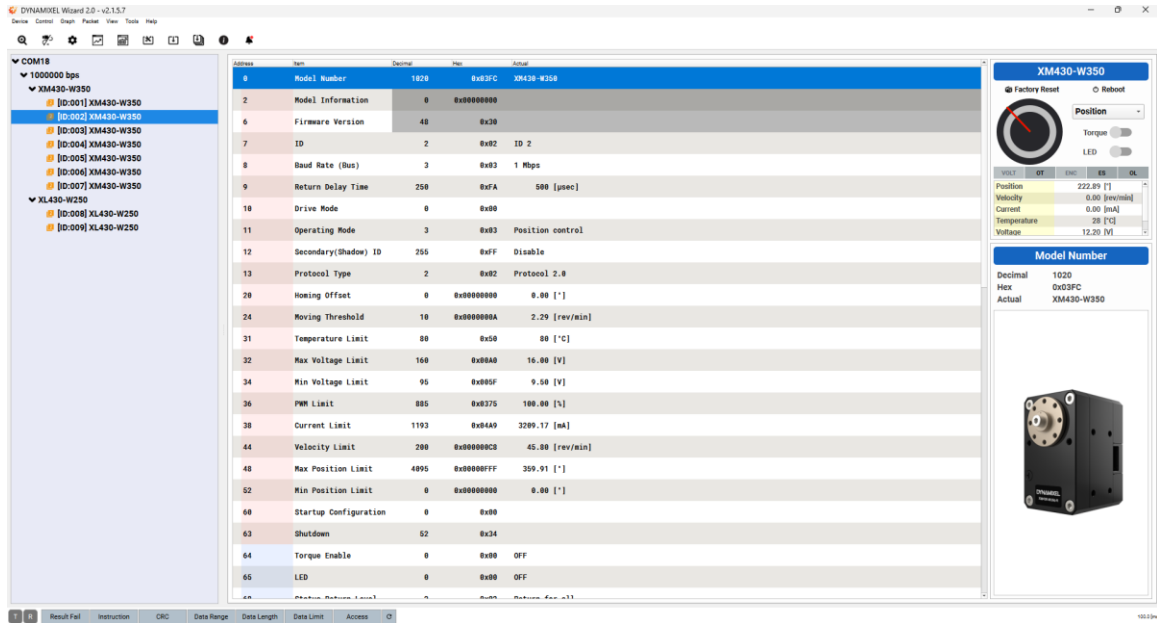 DYNAMIXEL Wizard 2.0 - v2.1.5.7
Device Control Graph Packet View Tools Help
COM18
1000000 bps
XM430-W350
[ID:001] XM430-W350
[ID:002] XM430-W350
[ID:003] XM430-W350
[ID:004] XM430-W350
[ID:005] XM430-W350
[ID:006] XM430-W350
[ID:007] XM430-W350
XL430-W250
[ID:008] XL430-W250
[ID:009] XL430-W250
Address Item Decimal Hex Actual
0 Model Number 1020 0x03FC XM430-W350
2 Model Information 0 0x00000000
6 Firmware Version 48 0x30
7 ID 2 0x02 ID 2
8 Baud Rate (Bus) 3 0x03 1 Mbps
9 Return Delay Time 250 0xFA 500 [μsec]
10 Drive Mode 0 0x00
11 Operating Mode 3 0x03 Position control
12 Secondary(Shadow) ID 255 0xFF Disable
13 Protocol Type 2 0x02 Protocol 2.0
20 Homing Offset 0 0x00000000 0.00 [°]
24 Moving Threshold 10 0x0000000A 2.29 [rev/min]
31 Temperature Limit 80 0x50 80 [°C]
32 Max Voltage Limit 160 0x00A0 16.00 [V]
34 Min Voltage Limit 95 0x005F 9.50 [V]
36 PWM Limit 885 0x0375 100.00 [%]
38 Current Limit 1193 0x04A9 3209.17 [mA]
44 Velocity Limit 200 0x000000C8 45.80 [rev/min]
48 Max Position Limit 4095 0x00000FFF 359.91 [°]
52 Min Position Limit 0 0x00000000 0.00 [°]
60 Startup Configuration 0 0x00
63 Shutdown 52 0x34
64 Torque Enable 0 0x00 OFF
65 LED 0 0x00 OFF
68 Status Return Level 2 0x02 Return for all
XM430-W350
Factory Reset Reboot
Position
Torque
LED
VOLT OT ENC ES OL
Position 222.89 [°]
Velocity 0.00 [rev/min]
Current 0.00 [mA]
Temperature 28 [°C]
Voltage 12.20 [V]
Model Number
Decimal 1020
Hex 0x03FC
Actual XM430-W350
DYNAMIXEL
T R Result Fail Instruction CRC Data Range Data Length Data Limit Access